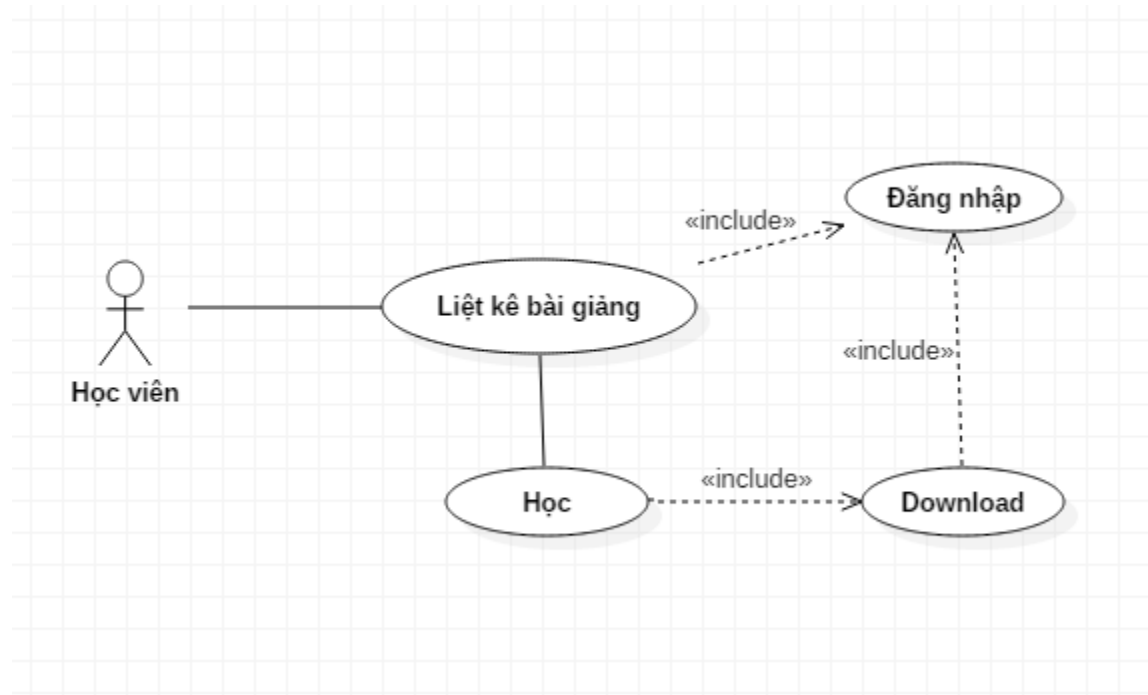 Đăng nhập
«include»
Liệt kê bài giảng
«include»
Học viên
«include»
Học
Download